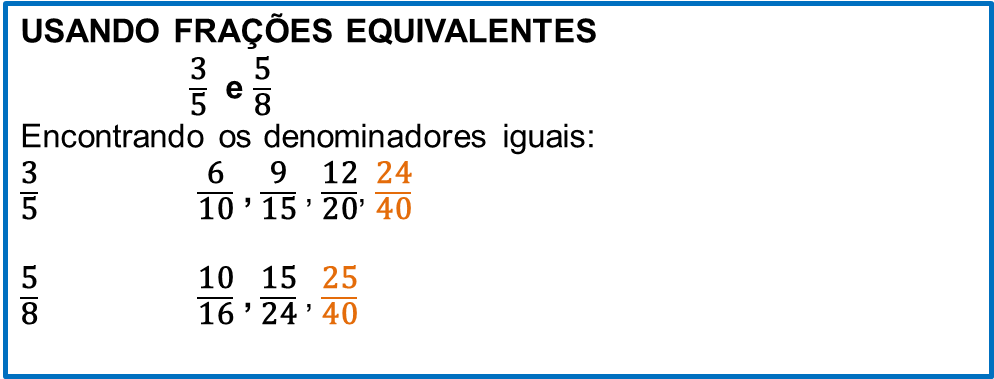 USANDO FRAÇÕES EQUIVALENTES
3/5 e 5/8
Encontrando os denominadores iguais:
3/5 6/10 , 9/15 , 12/20, 24/40
5/8 10/16 , 15/24 , 25/40